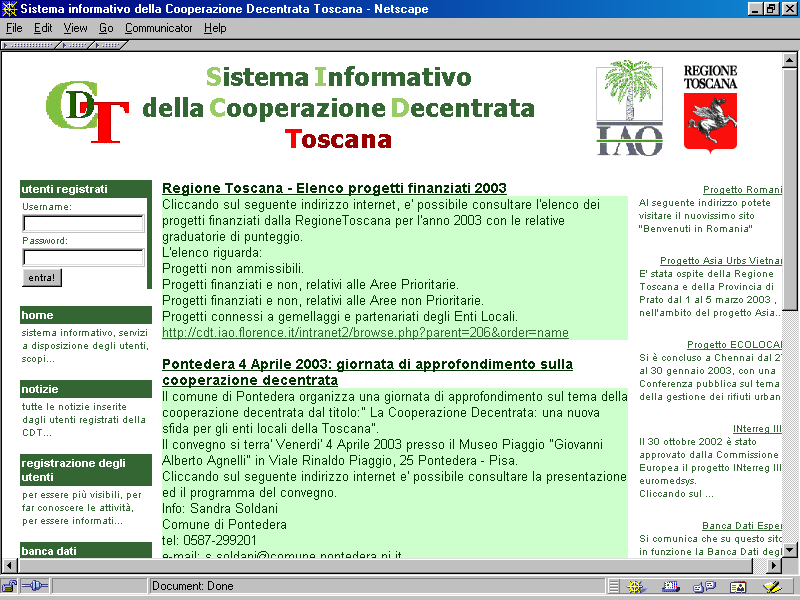 Sistema informativo della Cooperazione Decentrata Toscana - Netscape
File Edit View Go Communicator Help
CDT
Sistema Informativo
della Cooperazione Decentrata
Toscana
IAO
REGIONE
TOSCANA
utenti registrati
Username:
Password:
entra!
home
sistema informativo, servizi
a disposizione degli utenti,
scopi...
notizie
tutte le notizie inserite
dagli utenti registrati della
CDT...
registrazione degli
utenti
per essere più visibili, per
far conoscere le attività,
per essere informati...
banca dati
Regione Toscana - Elenco progetti finanziati 2003
Cliccando sul seguente indirizzo internet, e' possibile consultare l'elenco dei
progetti finanziati dalla RegioneToscana per l'anno 2003 con le relative
graduatorie di punteggio.
L'elenco riguarda:
Progetti non ammissibili.
Progetti finanziati e non, relativi alle Aree Prioritarie.
Progetti finanziati e non, relativi alle Aree non Prioritarie.
Progetti connessi a gemellaggi e partenariati degli Enti Locali.
http://cdt.iao.florence.it/intranet2/browse.php?parent=206&order=name
Pontedera 4 Aprile 2003: giornata di approfondimento sulla
cooperazione decentrata
Il comune di Pontedera organizza una giornata di approfondimento sul tema della
cooperazione decentrata dal titolo:" La Cooperazione Decentrata: una nuova
sfida per gli enti locali della Toscana".
Il convegno si terra' Venerdi' 4 Aprile 2003 presso il Museo Piaggio "Giovanni
Alberto Agnelli" in Viale Rinaldo Piaggio, 25 Pontedera - Pisa.
Cliccando sul seguente indirizzo internet e' possibile consultare la presentazione
ed il programma del convegno.
Info: Sandra Soldani
Comune di Pontedera
tel: 0587-299201
e-mail: s.soldani@comune.pontedera.pi.it
Progetto Romani
Al seguente indirizzo potete
visitare il nuovissimo sito
"Benvenuti in Romania"
Progetto Asia Urbs Vietnam
E' stata ospite della Regione
Toscana e della Provincia di
Prato dal 1 al 5 marzo 2003 ,
nell'ambito del progetto Asia..
Progetto ECOLOCA
Si è concluso a Chennai dal 2
al 30 gennaio 2003, con una
Conferenza pubblica sul tema
della gestione dei rifiuti urban
INterreg III
Il 30 ottobre 2002 è stato
approvato dalla Commissione
Europea il progetto INterreg III
euromedsys.
Cliccando sul ...
Banca Dati Esper
Si comunica che su questo sito
in funzione la Banca Dati degl
Document: Done